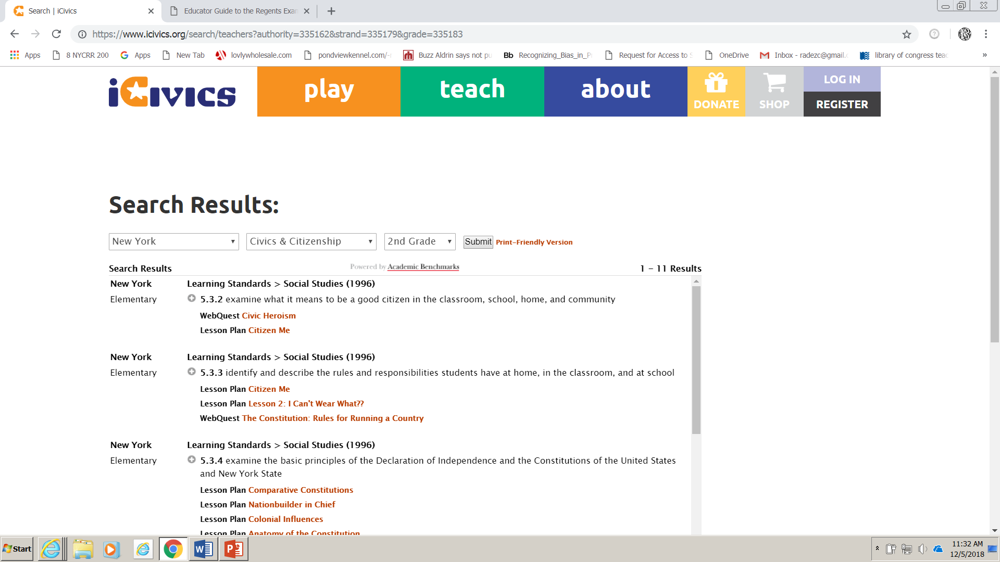 Search | iCivics
Educator Guide to the Regents Exam
https://www.icivics.org/search/teachers?authority=335162&strand=335179&grade=335183
Apps 8 NYCRR 200 Apps New Tab lovlywholesale.com pondviewkennel.com/- Buzz Aldrin says not pu Bb Recognizing_Bias_in_P Request for Access to S OneDrive Inbox - radezc@gmail. library of congress teac »
iCivics
play
teach
about
DONATE
SHOP
LOG IN
REGISTER
Search Results:
New York Civics & Citizenship 2nd Grade Submit Print-Friendly Version
Search Results Powered by Academic Benchmarks 1 - 11 Results
New York Learning Standards > Social Studies (1996)
Elementary 5.3.2 examine what it means to be a good citizen in the classroom, school, home, and community
WebQuest Civic Heroism
Lesson Plan Citizen Me
New York Learning Standards > Social Studies (1996)
Elementary 5.3.3 identify and describe the rules and responsibilities students have at home, in the classroom, and at school
Lesson Plan Citizen Me
Lesson Plan Lesson 2: I Can't Wear What??
WebQuest The Constitution: Rules for Running a Country
New York Learning Standards > Social Studies (1996)
Elementary 5.3.4 examine the basic principles of the Declaration of Independence and the Constitutions of the United States
and New York State
Lesson Plan Comparative Constitutions
Lesson Plan Nationbuilder in Chief
Lesson Plan Colonial Influences
Lesson Plan Anatomy of the Constitution
Start
11:32 AM
12/5/2018